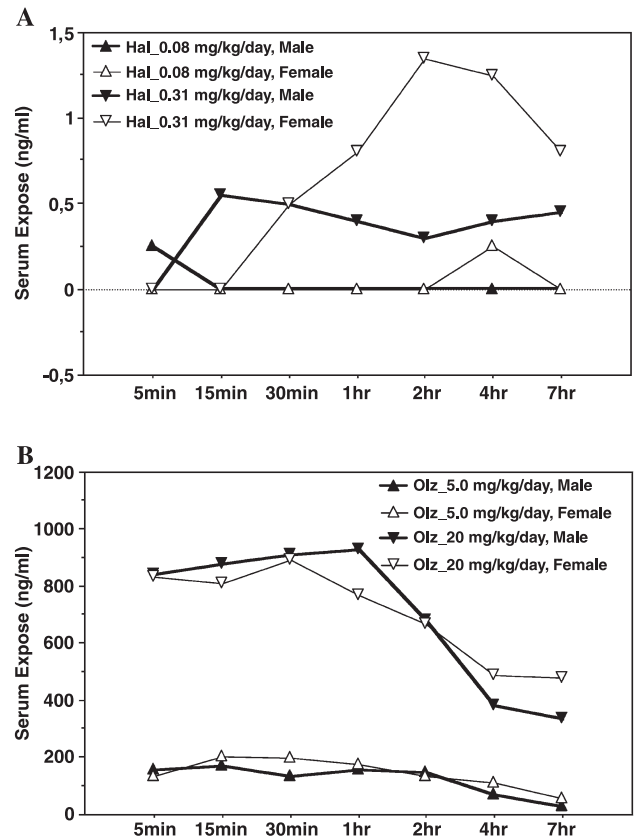 A
1,5
Hal_0.08 mg/kg/day, Male
Hal_0.08 mg/kg/day, Female
Hal_0.31 mg/kg/day, Male
Hal_0.31 mg/kg/day, Female
1
0,5
0
-0,5
Serum Expose (ng/ml)
5min 15min 30min 1hr 2hr 4hr 7hr
B
1200
Olz_5.0 mg/kg/day, Male
Olz_5.0 mg/kg/day, Female
Olz_20 mg/kg/day, Male
Olz_20 mg/kg/day, Female
1000
800
600
400
200
0
Serum Expose (ng/ml)
5min 15min 30min 1hr 2hr 4hr 7hr